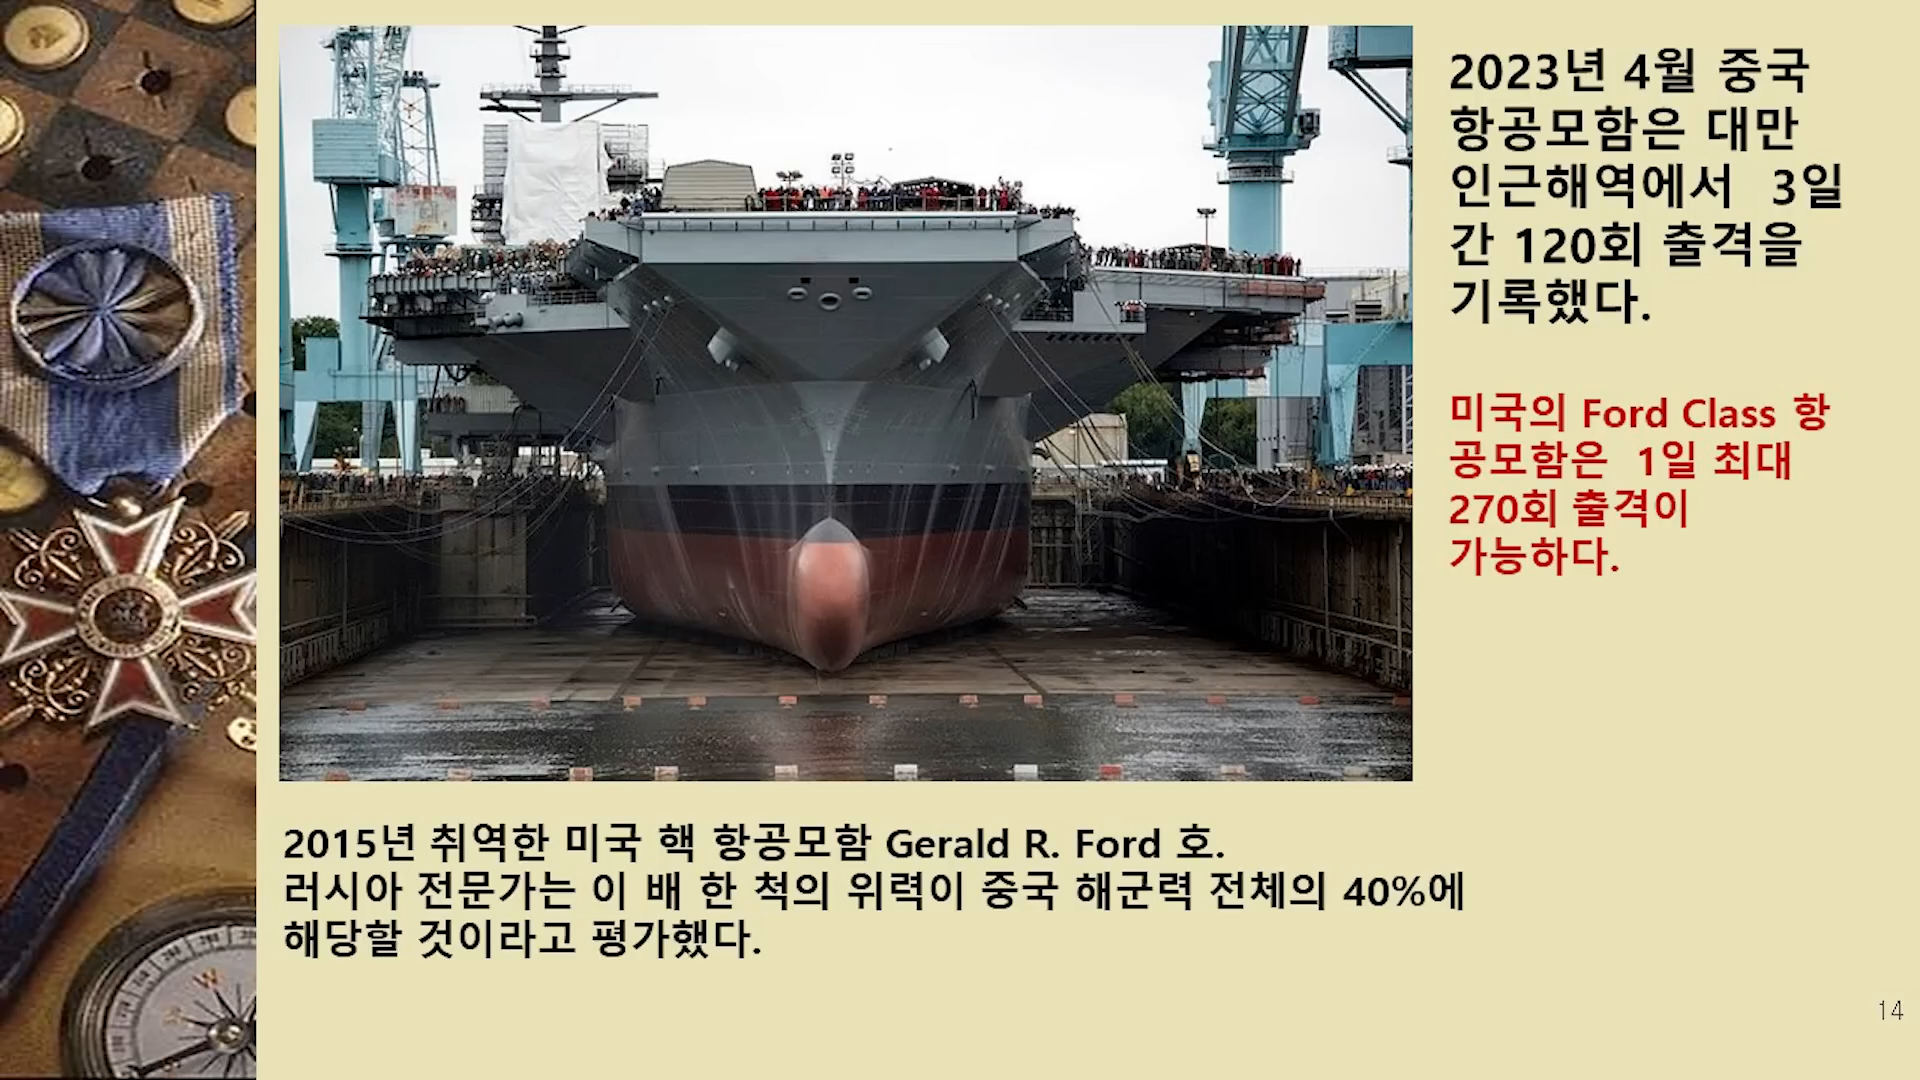 2023년 4월 중국
항공모함은 대만
인근해역에서 3일
간 120회 출격을
기록했다.
미국의 Ford Class 항
공모함은 1일 최대
270회 출격이
가능하다.
2015년 취역한 미국 핵 항공모함 Gerald R. Ford 호.
러시아 전문가는 이 배 한 척의 위력이 중국 해군력 전체의 40%에
해당할 것이라고 평가했다.
14